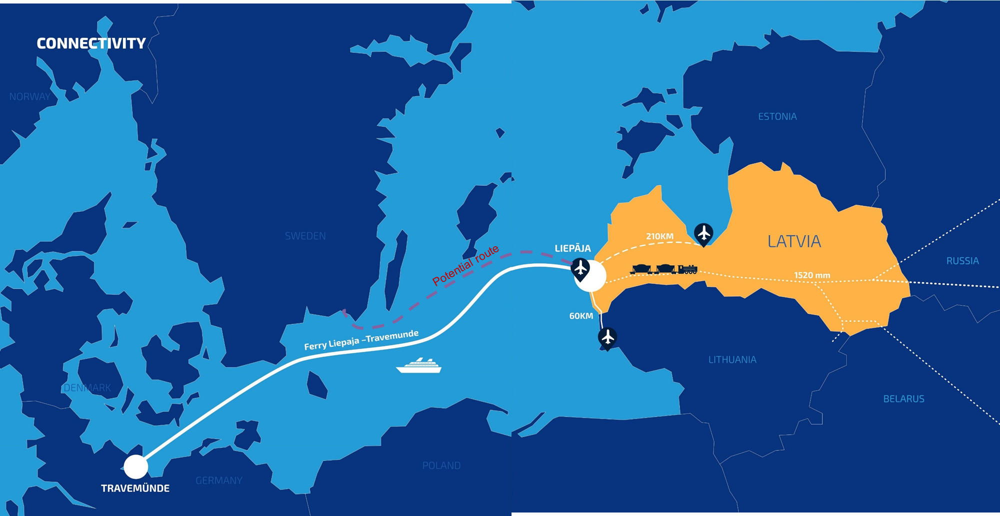 CONNECTIVITY
NORWAY
ESTONIA
SWEDEN
210KM
LATVIA
LIEPĀJA
Potential route
RUSSIA
1520 mm
60KM
Ferry Liepaja –Travemunde
LITHUANIA
DENMARK
BELARUS
POLAND
GERMANY
TRAVEMÜNDE